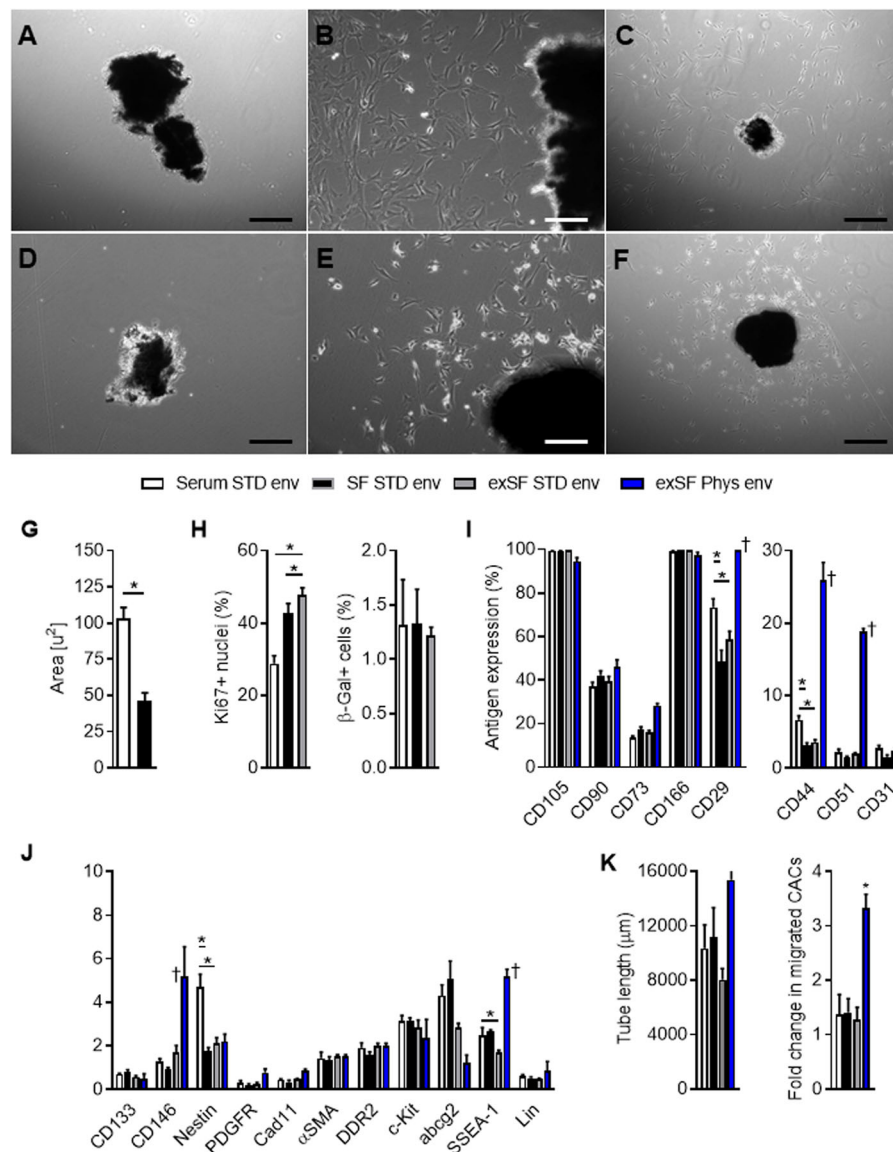 A
B
C
D
E
F
Serum STD env
SF STD env
exSF STD env
exSF Phys env
G
Area [u²]
150
125
100
75
50
25
0
*
H
Ki67+ nuclei (%)
60
40
20
0
*
*
β-Gal+ cells (%)
2.0
1.5
1.0
0.5
0.0
I
Antigen expression (%)
100
80
60
40
20
0
*
*
†
CD105
CD90
CD73
CD166
CD29
30
20
10
0
*
*
†
†
CD44
CD51
CD31
J
10
8
6
4
2
0
†
*
*
*
†
CD133
CD146
Nestin
PDGFR
Cad11
αSMA
DDR2
c-Kit
abcg2
SSEA-1
Lin
K
Tube length (μm)
16000
12000
8000
4000
0
Fold change in migrated CACs
4
3
2
1
0
*